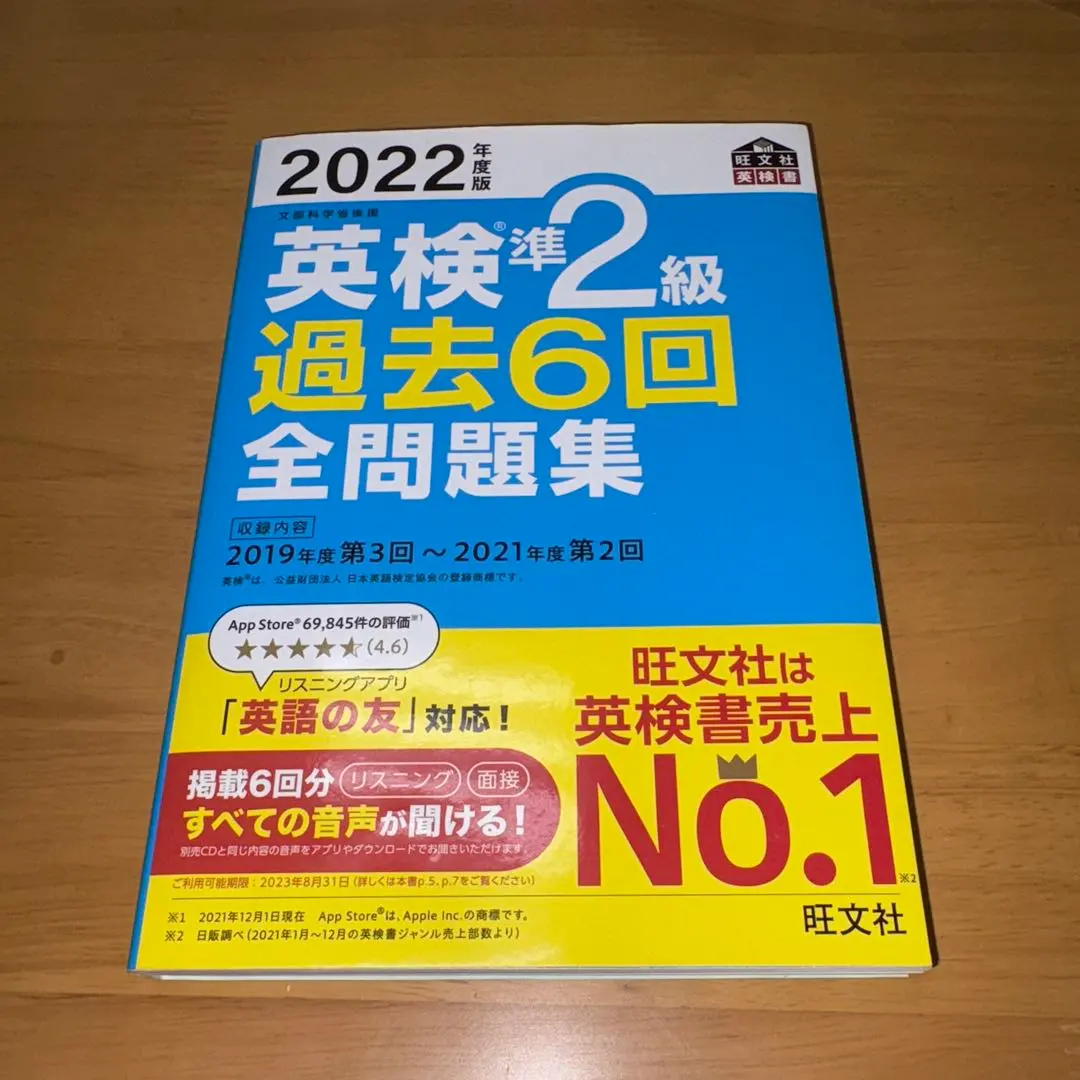 2022年度版
旺文社
英検書
文部科学省後援
英検®準2級
過去6回
全問題集
収録内容
2019年度 第3回 ～ 2021年度 第2回
英検®は、公益財団法人 日本英語検定協会の登録商標です。
App Store® 69,845件の評価※1
★★★★★(4.6)
リスニングアプリ
「英語の友」対応！
掲載6回分 リスニング 面接
すべての音声が聞ける！
別売CDと同じ内容の音声をアプリやダウンロードでお聞きいただけます。
ご利用可能期限：2023年8月31日（詳しくは本書p.5、p.7をご覧ください）
旺文社は
英検書売上
No.1※2
※1 2021年12月1日現在 App Store®は、Apple Inc.の商標です。
※2 日販調べ（2021年1月～12月の英検書ジャンル売上部数より）
旺文社